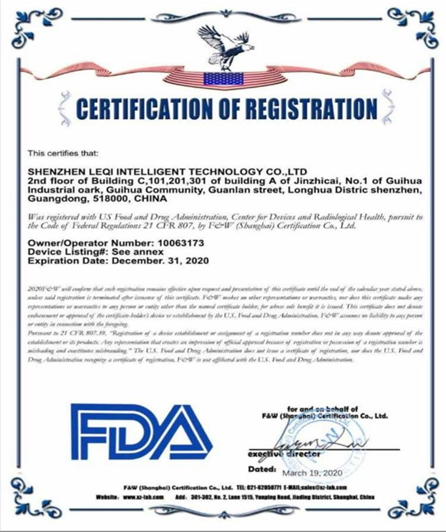 CERTIFICATION OF REGISTRATION
This certifies that:
SHENZHEN LEQI INTELLIGENT TECHNOLOGY CO.,LTD
2nd floor of Building C,101,201,301 of building A of Jinzhicai, No.1 of Guihua
Industrial oark, Guihua Community, Guanlan street, Longhua Distric shenzhen,
Guangdong, 518000, CHINA
Was registered with US Food and Drug Administration, Center for Devices and Radiological Health, pursuant to
the Code of Federal Regulations 21 CFR 807, by F&W (Shanghai) Certification Co., Ltd.
Owner/Operator Number: 10063173
Device Listing#: See annex
Expiration Date: December. 31, 2020
2020F&W will confirm that such registration remains effective upon request and presentation of this certificate until the end of the calendar year stated above,
unless said registration is terminated after issuance of this certificate. F&W makes no other representations or warranties, nor does this certificate make any
representations or warranties to any person or entity other than the named certificate holder, for whose sole benefit it is issued. This certificate does not denote
endorsement or approval of the certificate-holder's device or establishment by the U.S. Food and Drug Administration. F&W assumes no liability to any person
or entity in connection with the foregoing.
Pursuant to 21 CFR 807.39, "Registration of a device establishment or assignment of a registration number does not in any way denote approval of the
establishment or its products. Any representation that creates an impression of official approval because of registration or possession of a registration number is
misleading and constitutes misbranding." The U.S. Food and Drug Administration does not issue a certificate of registration, nor does the U.S. Food and
Drug Administration recognize a certificate of registration. F&W is not affiliated with the U.S. Food and Drug Administration.
FDA
for and on behalf of
F&W (Shanghai) Certification Co., Ltd.
executive director
Dated: March 19, 2020
F&W (Shanghai) Certification Co., Ltd. TEL: 021-62050771 E-MAIL:sales@sz-lab.com
Website: www.sz-lab.com Add: 301-302, No. 2, Lane 1515, Yunping Road, Jiading District, Shanghai, China